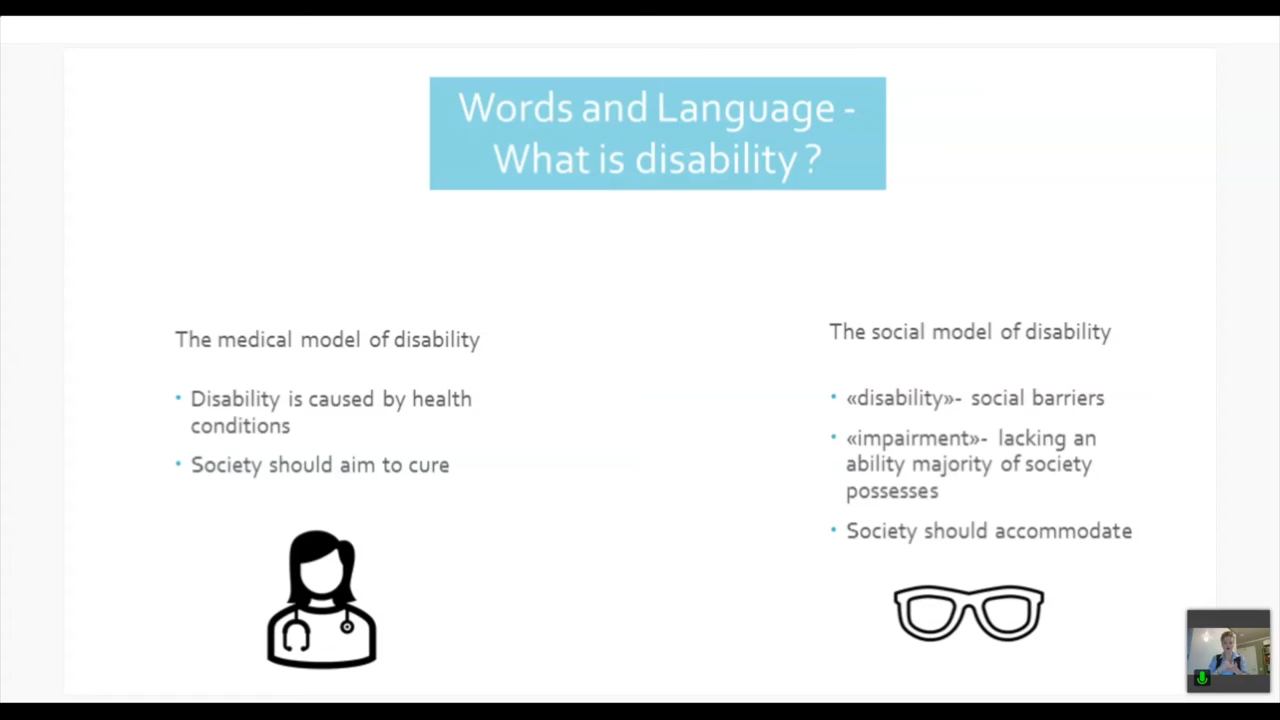 Words and Language -
What is disability ?
The medical model of disability
• Disability is caused by health
conditions
• Society should aim to cure
The social model of disability
• «disability»- social barriers
• «impairment»- lacking an
ability majority of society
possesses
• Society should accommodate